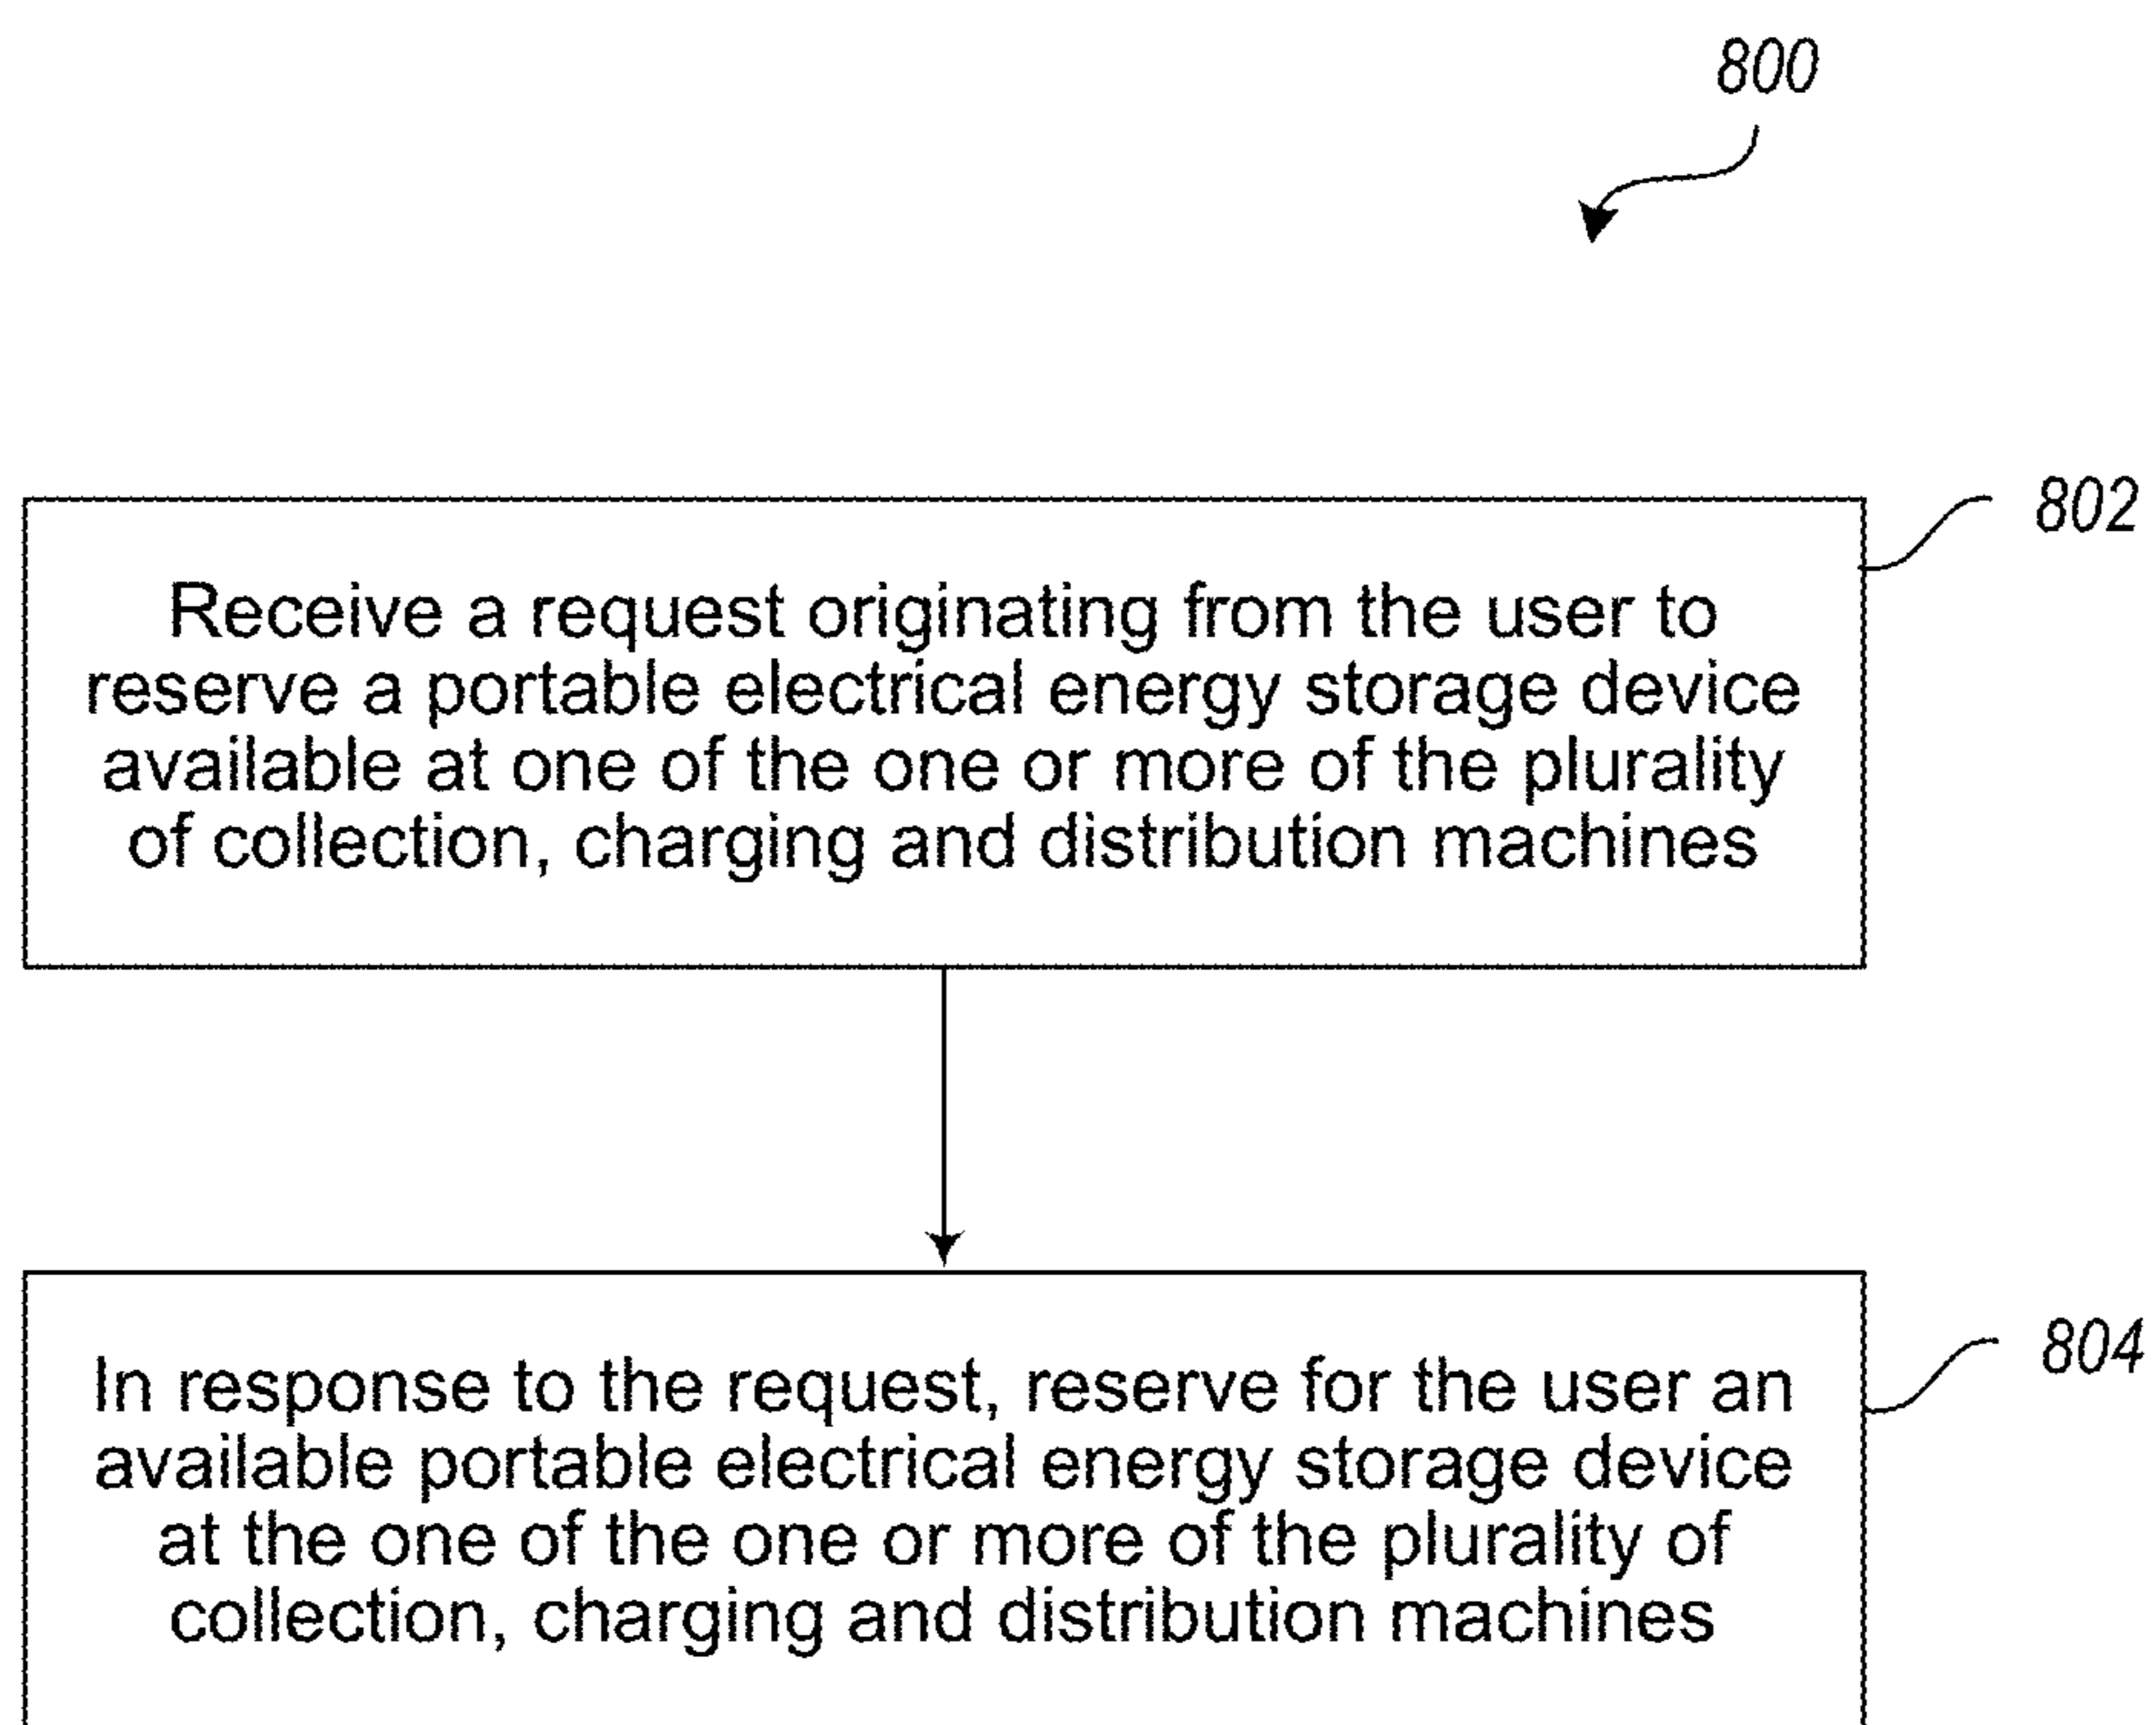 800
802
Receive a request originating from the user to
reserve a portable electrical energy storage device
available at one of the one or more of the plurality
of collection, charging and distribution machines
804
In response to the request, reserve for the user an
available portable electrical energy storage device
at the one of the one or more of the plurality of
collection, charging and distribution machines